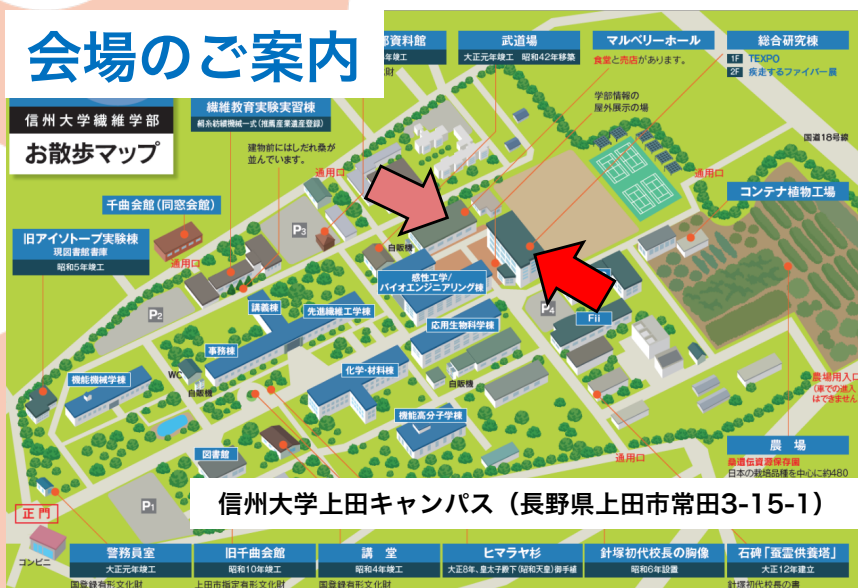 会場のご案内
部資料館
年竣工
武道場
大正元年竣工 昭和42年移築
マルベリーホール
食堂と売店があります。
総合研究棟
1F TEXPO
2F 疾走するファイバー展
信州大学繊維学部
お散歩マップ
繊維教育実験実習棟
絹糸紡績機械一式(推薦産業遺産登録)
学部情報の
屋外展示の場
国道18号線
建物前にはしだれ桑が
並んでいます。
通用口
通用口
コンテナ植物工場
千曲会館(同窓会館)
旧アイソトープ実験棟
現図書館書庫
昭和5年竣工
通用口
P3
自販機
感性工学/
バイオエンジニアリング棟
講義棟
先進繊維工学棟
P2
P4
Fii
応用生物科学棟
事務棟
WC
自販機
機能機械学棟
化学・材料棟
自販機
農場用入口
(車での進入
はできません
機能高分子学棟
図書館
通用口
農 場
桑遺伝資源保存園
日本の栽培品種を中心に約480
P1
信州大学上田キャンパス(長野県上田市常田3-15-1)
正門
コンビニ
警務員室
大正元年竣工
国登録有形文化財
旧千曲会館
昭和10年竣工
上田市指定有形文化財
講 堂
昭和4年竣工
国登録有形文化財
ヒマラヤ杉
大正8年、皇太子殿下(昭和天皇)御手植
針塚初代校長の胸像
昭和6年設置
石碑「蚕霊供養塔」
大正12年建立
針塚初代校長の書